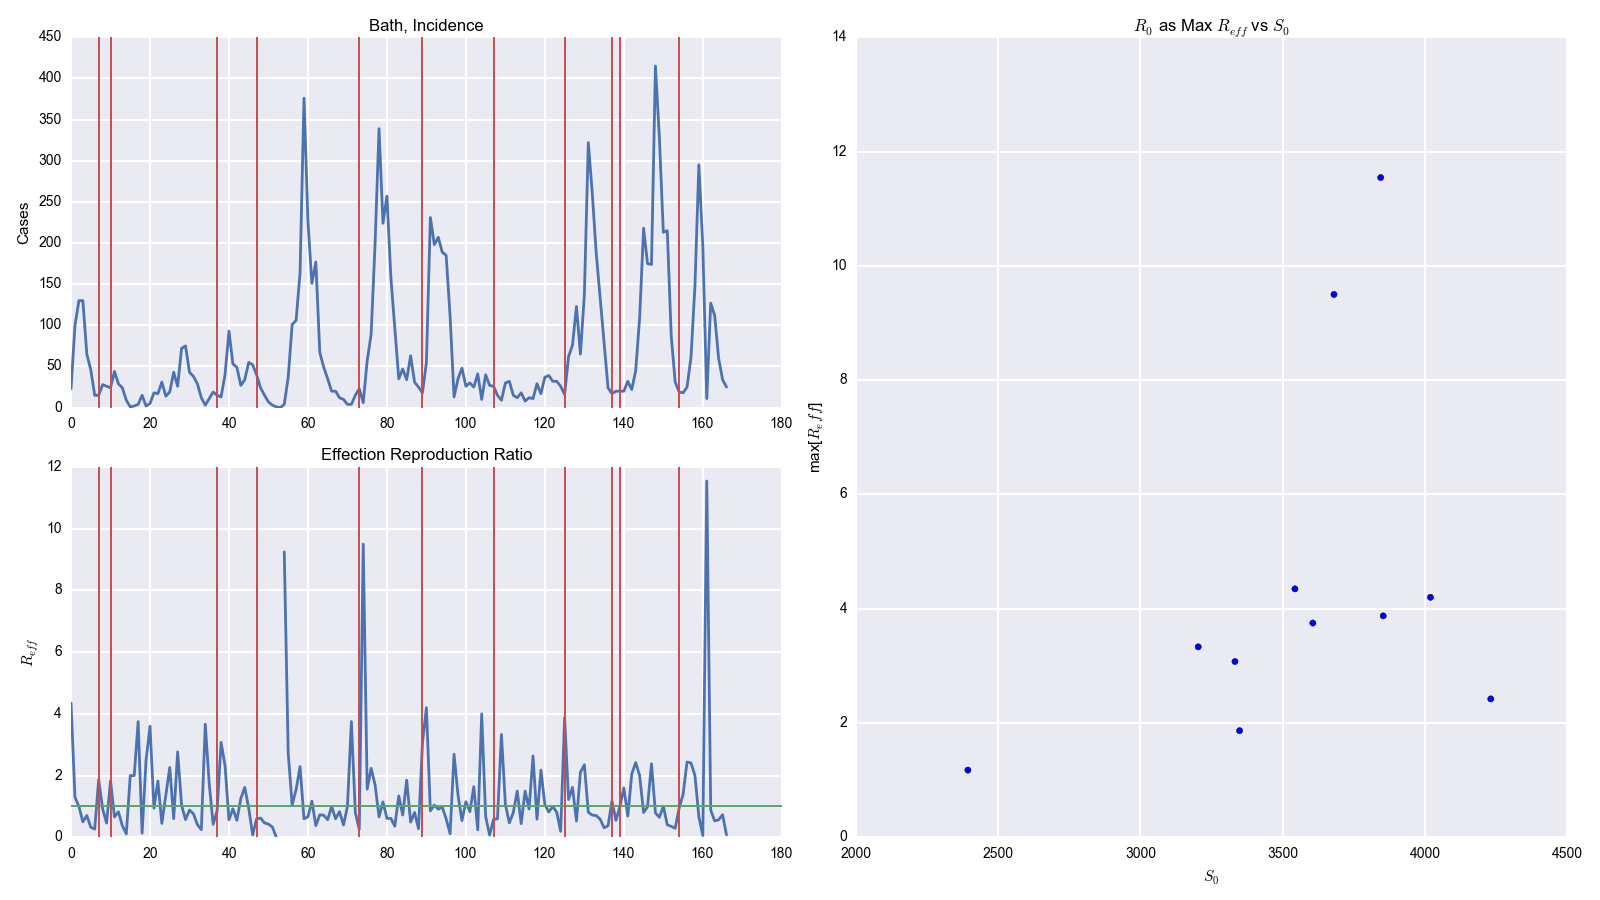 Bath, Incidence
450
400
350
300
250
200
150
100
50
0
Cases
0 20 40 60 80 100 120 140 160 180
Effection Reproduction Ratio
12
10
8
6
4
2
0
R_eff
0 20 40 60 80 100 120 140 160 180
R_0 as Max R_eff vs S_0
14
12
10
8
6
4
2
0
max[R_eff]
2000 2500 3000 3500 4000 4500
S_0